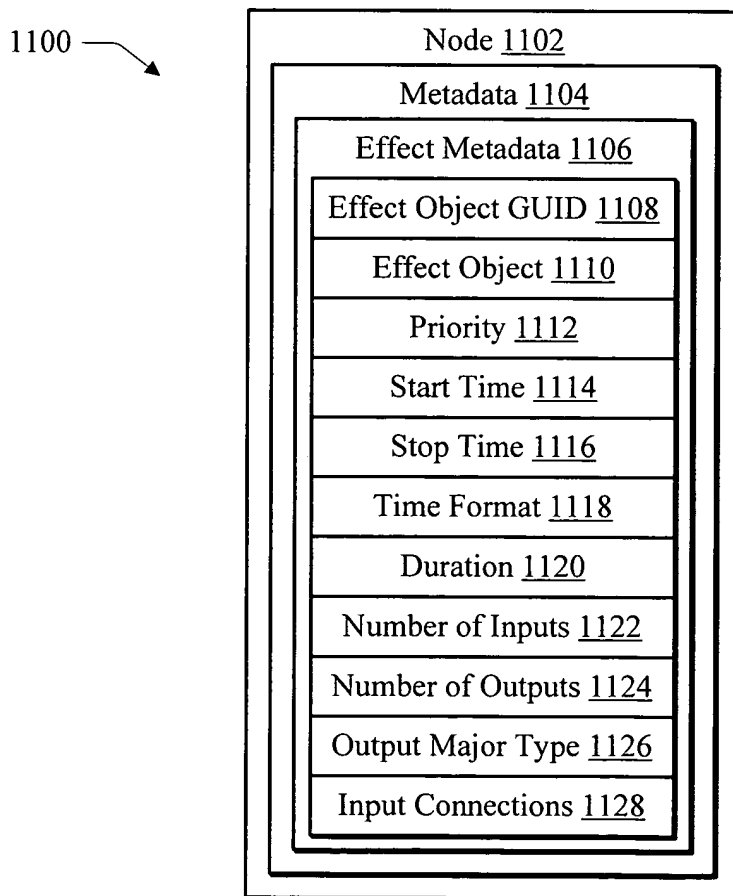 1100
Node 1102
Metadata 1104
Effect Metadata 1106
Effect Object GUID 1108
Effect Object 1110
Priority 1112
Start Time 1114
Stop Time 1116
Time Format 1118
Duration 1120
Number of Inputs 1122
Number of Outputs 1124
Output Major Type 1126
Input Connections 1128